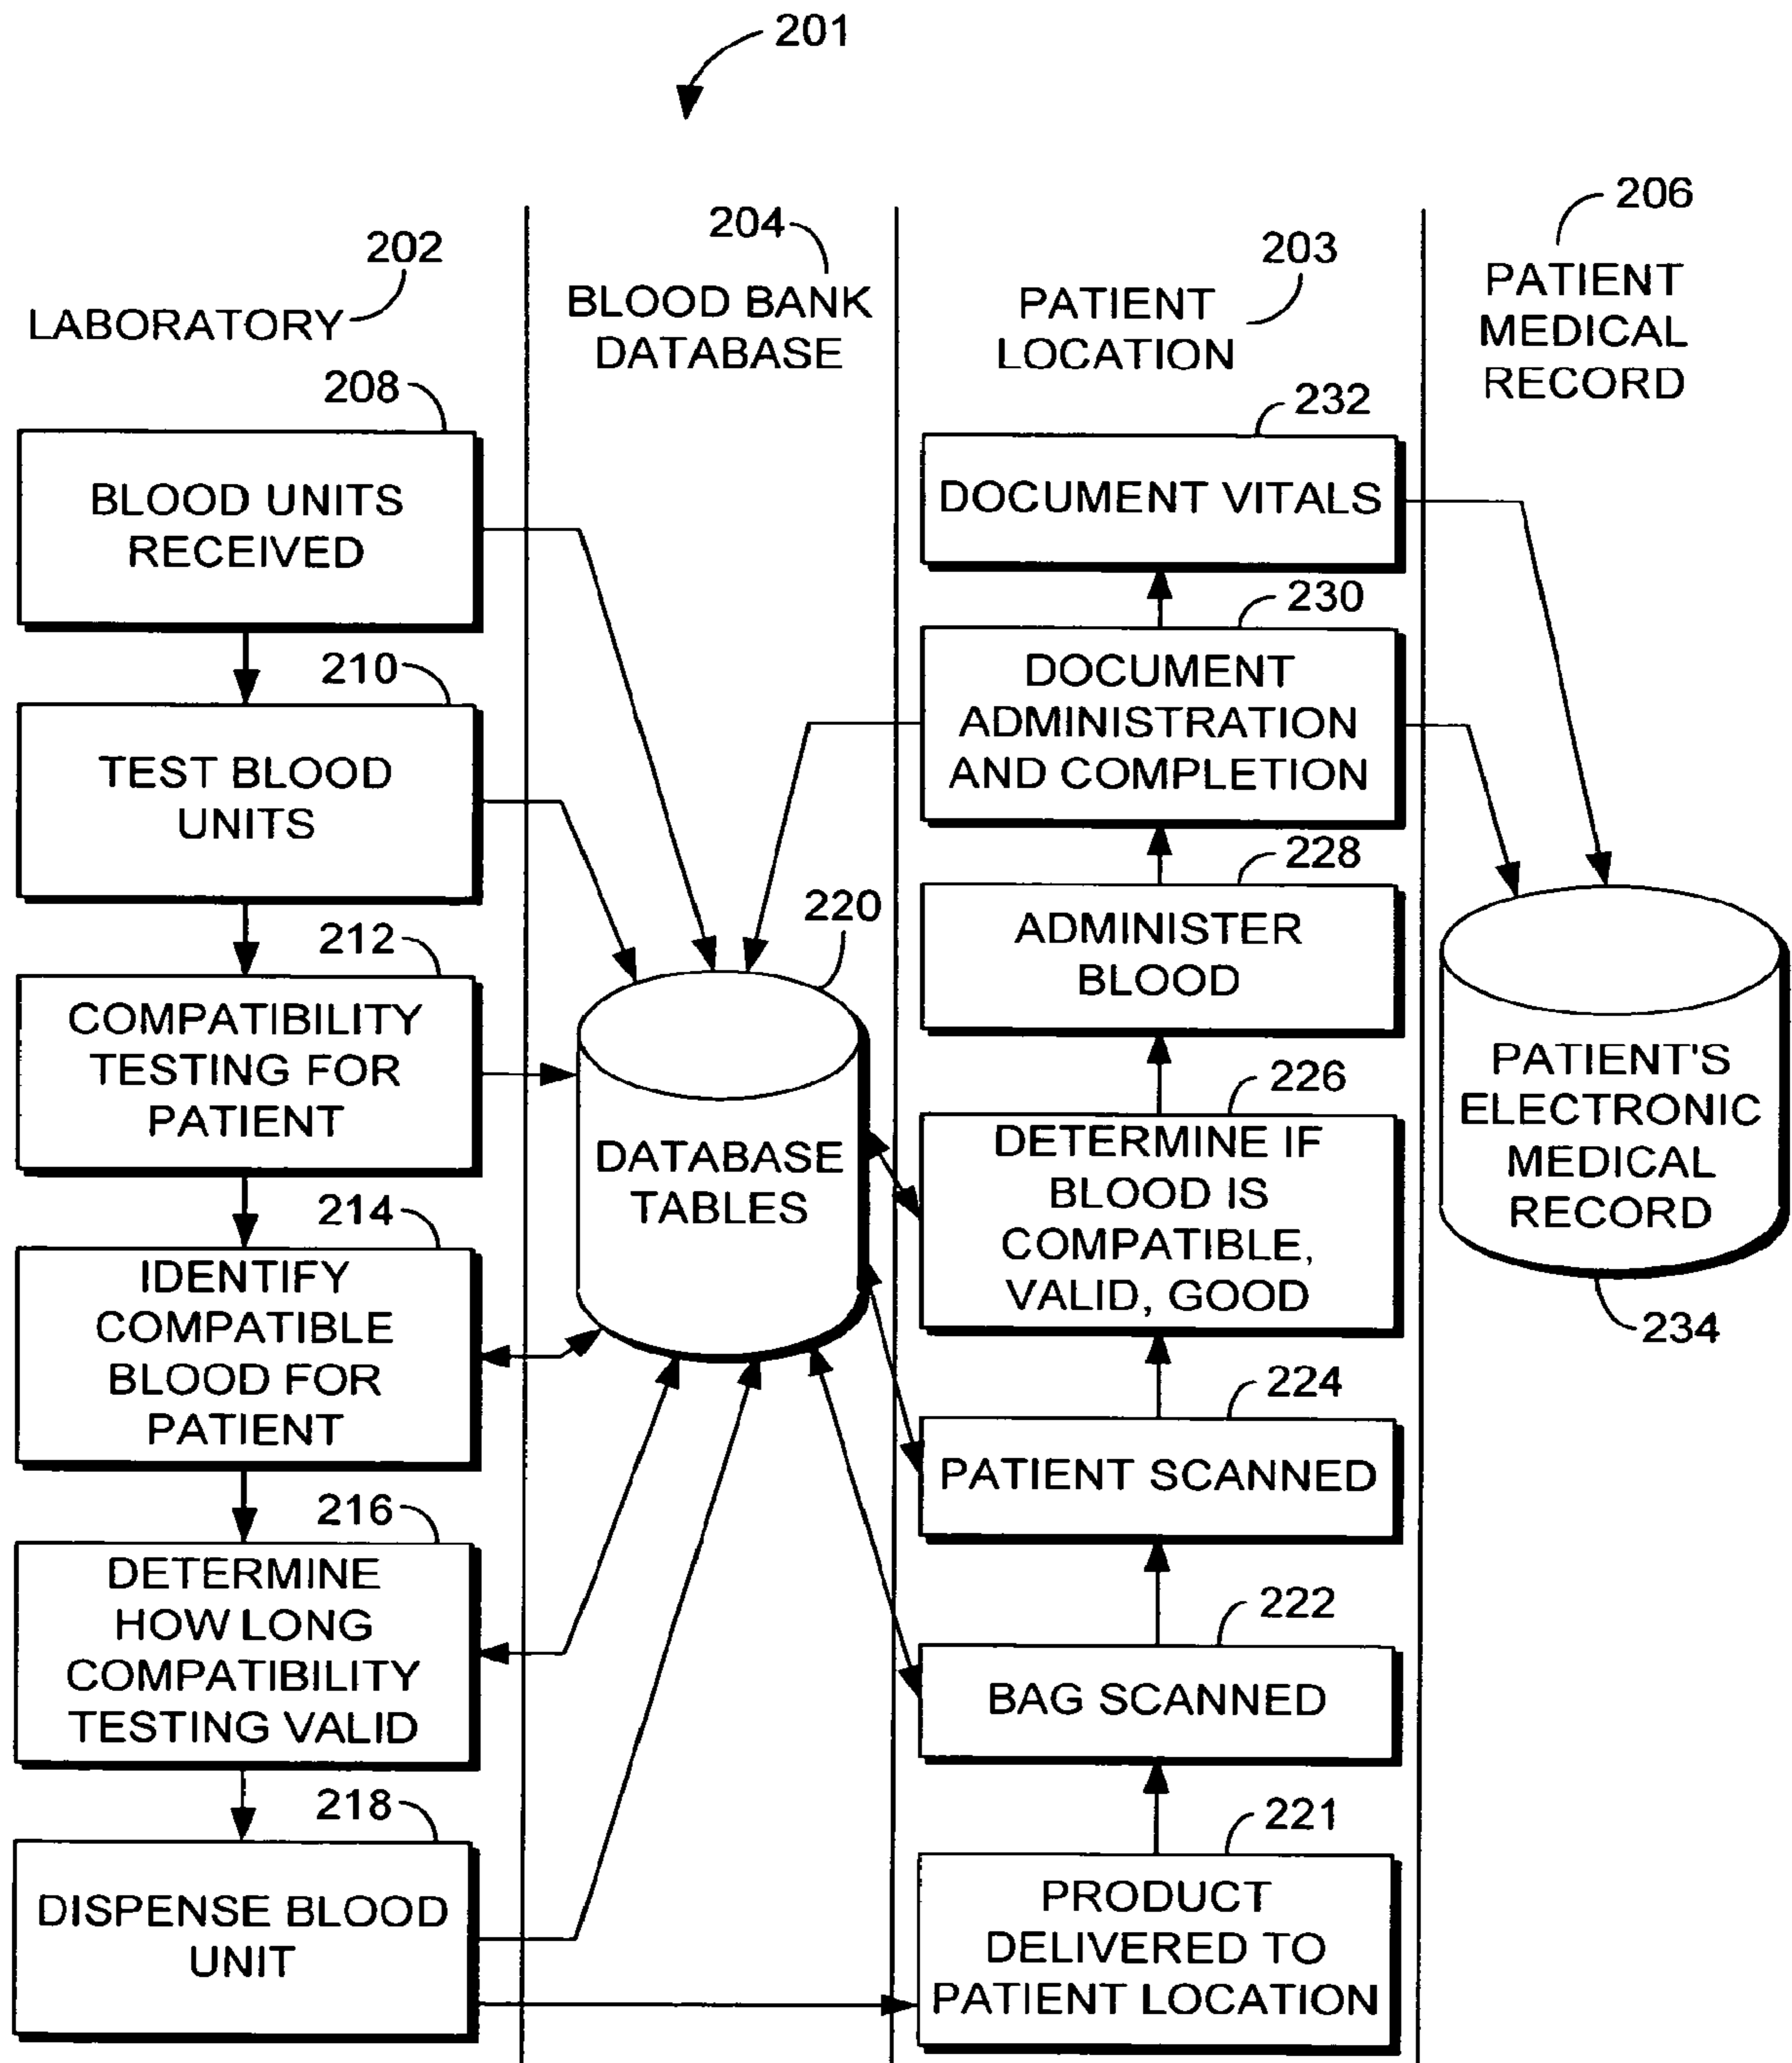 201
202
LABORATORY
204
BLOOD BANK
DATABASE
203
PATIENT
LOCATION
206
PATIENT
MEDICAL
RECORD
208
BLOOD UNITS
RECEIVED
210
TEST BLOOD
UNITS
212
COMPATIBILITY
TESTING FOR
PATIENT
214
IDENTIFY
COMPATIBLE
BLOOD FOR
PATIENT
216
DETERMINE
HOW LONG
COMPATIBILITY
TESTING VALID
218
DISPENSE BLOOD
UNIT
220
DATABASE
TABLES
232
DOCUMENT VITALS
230
DOCUMENT
ADMINISTRATION
AND COMPLETION
228
ADMINISTER
BLOOD
226
DETERMINE IF
BLOOD IS
COMPATIBLE,
VALID, GOOD
224
PATIENT SCANNED
222
BAG SCANNED
221
PRODUCT
DELIVERED TO
PATIENT LOCATION
PATIENT'S
ELECTRONIC
MEDICAL
RECORD
234